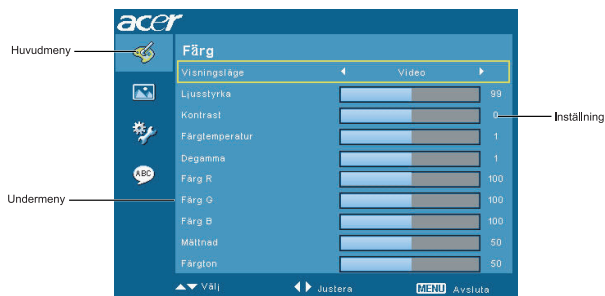 acer
Huvudmeny
Färg
Visningsläge Video
Ljusstyrka 99
Kontrast 0
Inställning
Färgtemperatur 1
Degamma 1
ABC
Färg R 100
Undermeny
Färg G 100
Färg B 100
Mättnad 50
Färgton 50
Välj Justera MENU Avsluta